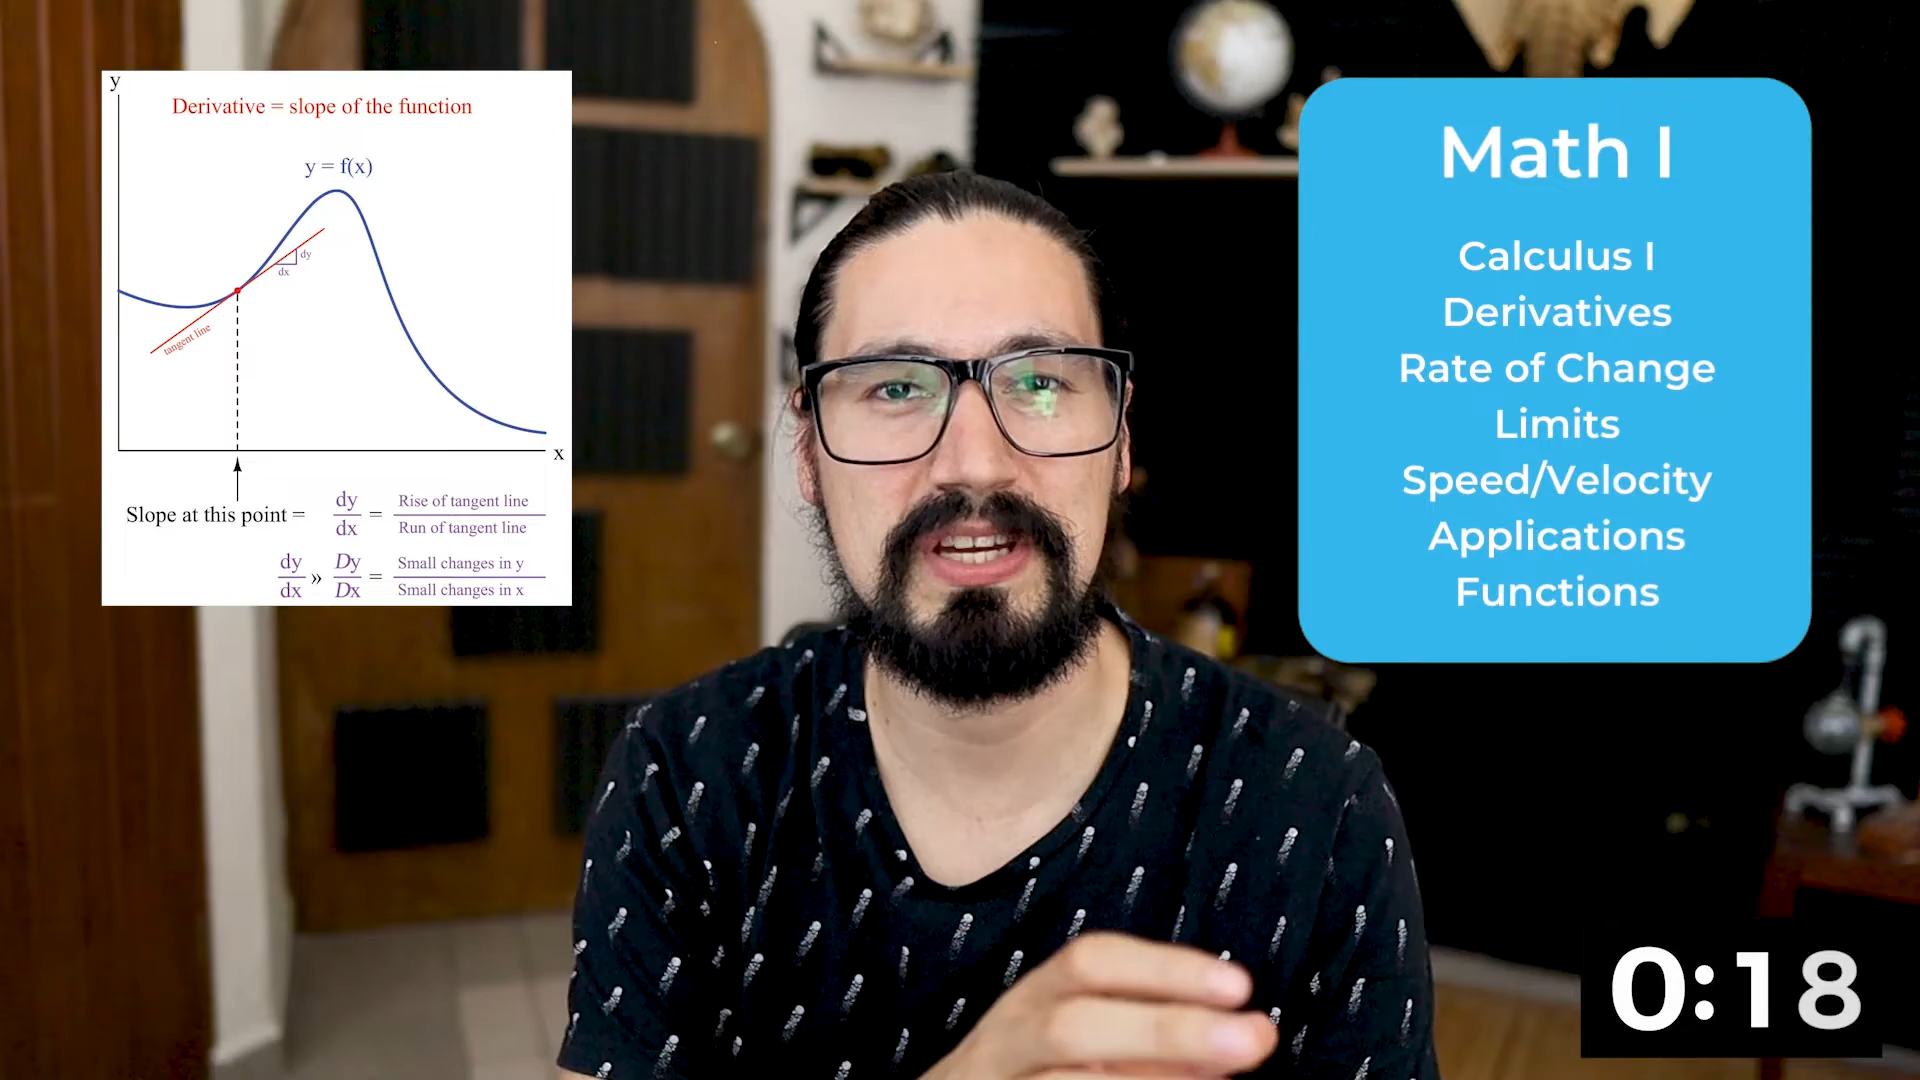 y
Derivative = slope of the function
y = f(x)
dy
dx
tangent line
x
Slope at this point = dy/dx = Rise of tangent line / Run of tangent line
dy/dx » Dy/Dx = Small changes in y / Small changes in x
Math I
Calculus I
Derivatives
Rate of Change
Limits
Speed/Velocity
Applications
Functions
0:18